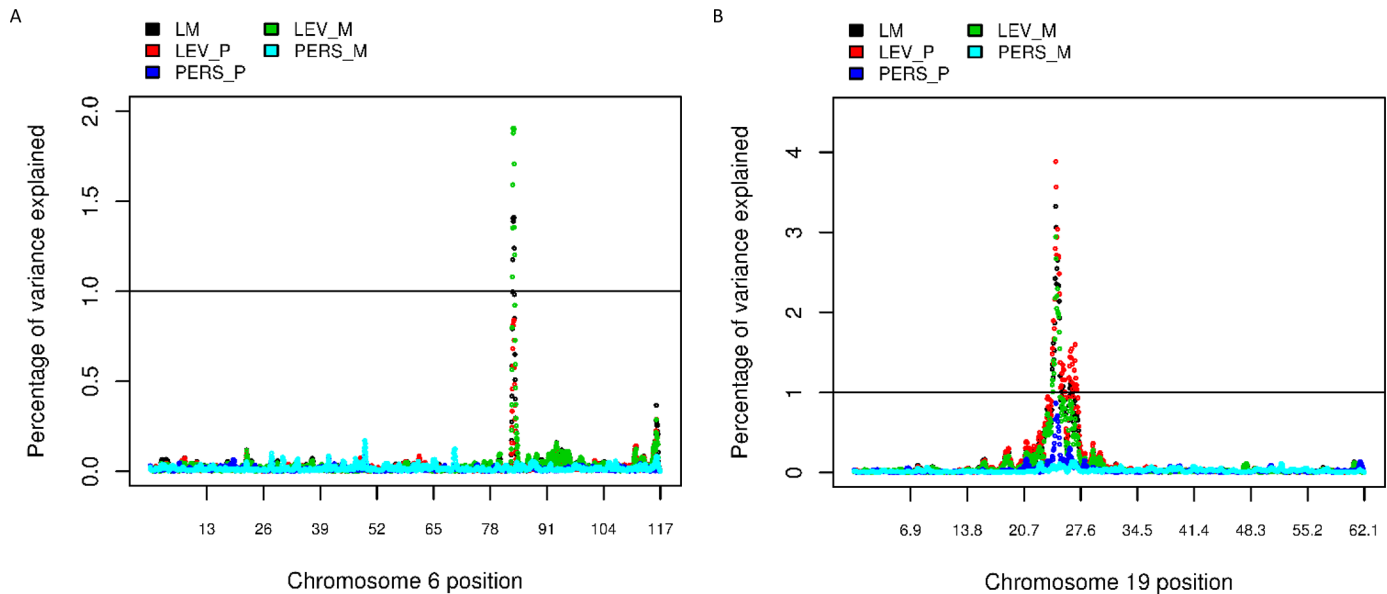 A
LM
LEV_P
PERS_P
LEV_M
PERS_M
Percentage of variance explained
2.0
1.5
1.0
0.5
0.0
13 26 39 52 65 78 91 104 117
Chromosome 6 position
B
LM
LEV_P
PERS_P
LEV_M
PERS_M
Percentage of variance explained
4
3
2
1
0
6.9 13.8 20.7 27.6 34.5 41.4 48.3 55.2 62.1
Chromosome 19 position